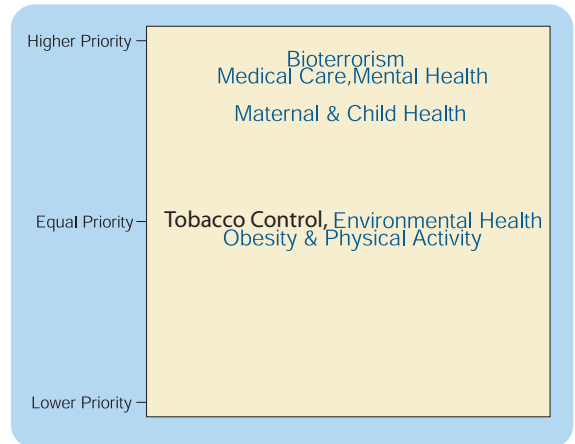 Higher Priority
Bioterrorism
Medical Care,Mental Health
Maternal & Child Health
Equal Priority
Tobacco Control, Environmental Health
Obesity & Physical Activity
Lower Priority